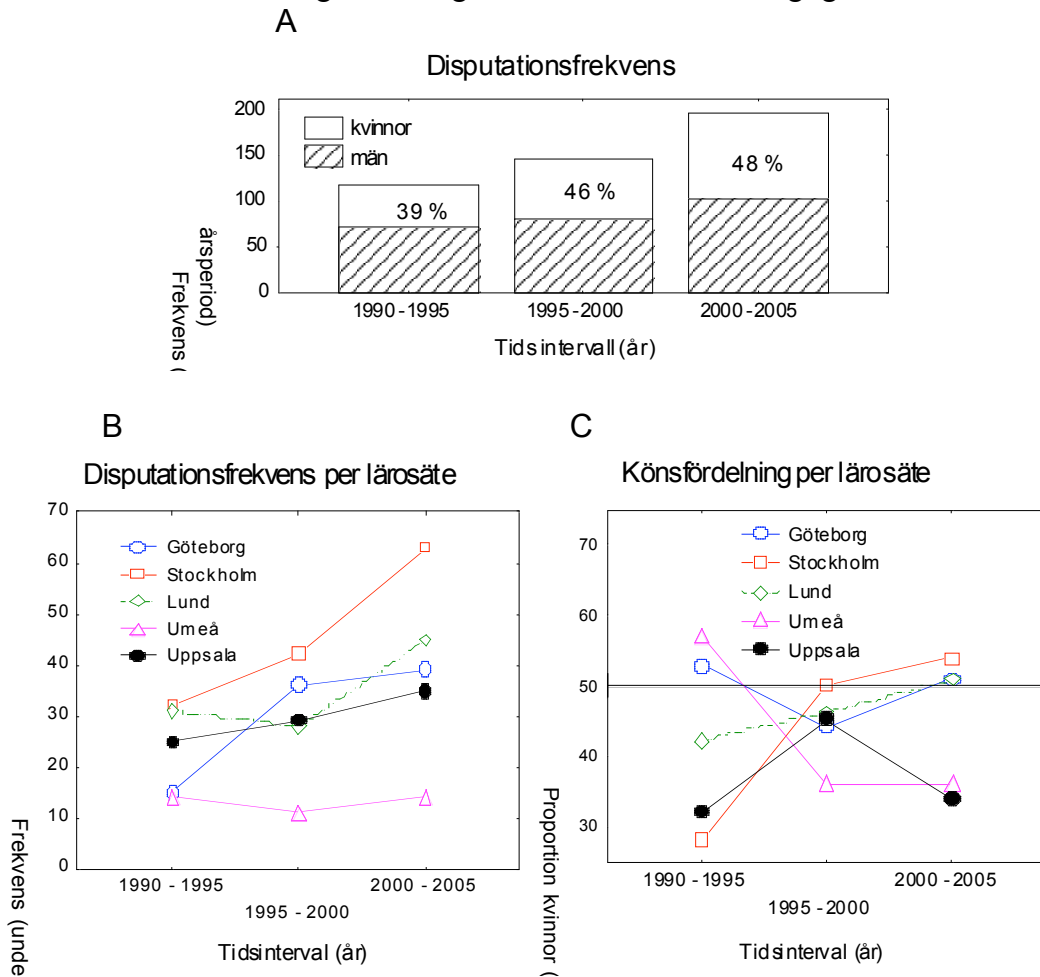 A
Disputationsfrekvens
200
150
100
50
0
kvinnor
män
39 %
46 %
48 %
1990-1995
1995-2000
2000-2005
Tidsintervall (år)
Frekvens (
årsperiod)
B
Disputationsfrekvens per lärosäte
70
60
50
40
30
20
10
0
Göteborg
Stockholm
Lund
Umeå
Uppsala
1990 - 1995
1995 - 2000
2000 - 2005
Tidsinterval (år)
Frekvens (unde
C
Könsfördelning per lärosäte
70
60
50
40
30
Göteborg
Stockholm
Lund
Umeå
Uppsala
1990 -1995
1995 -2000
2000 -2005
Tidsinterval (år)
Proportion kvinnor (